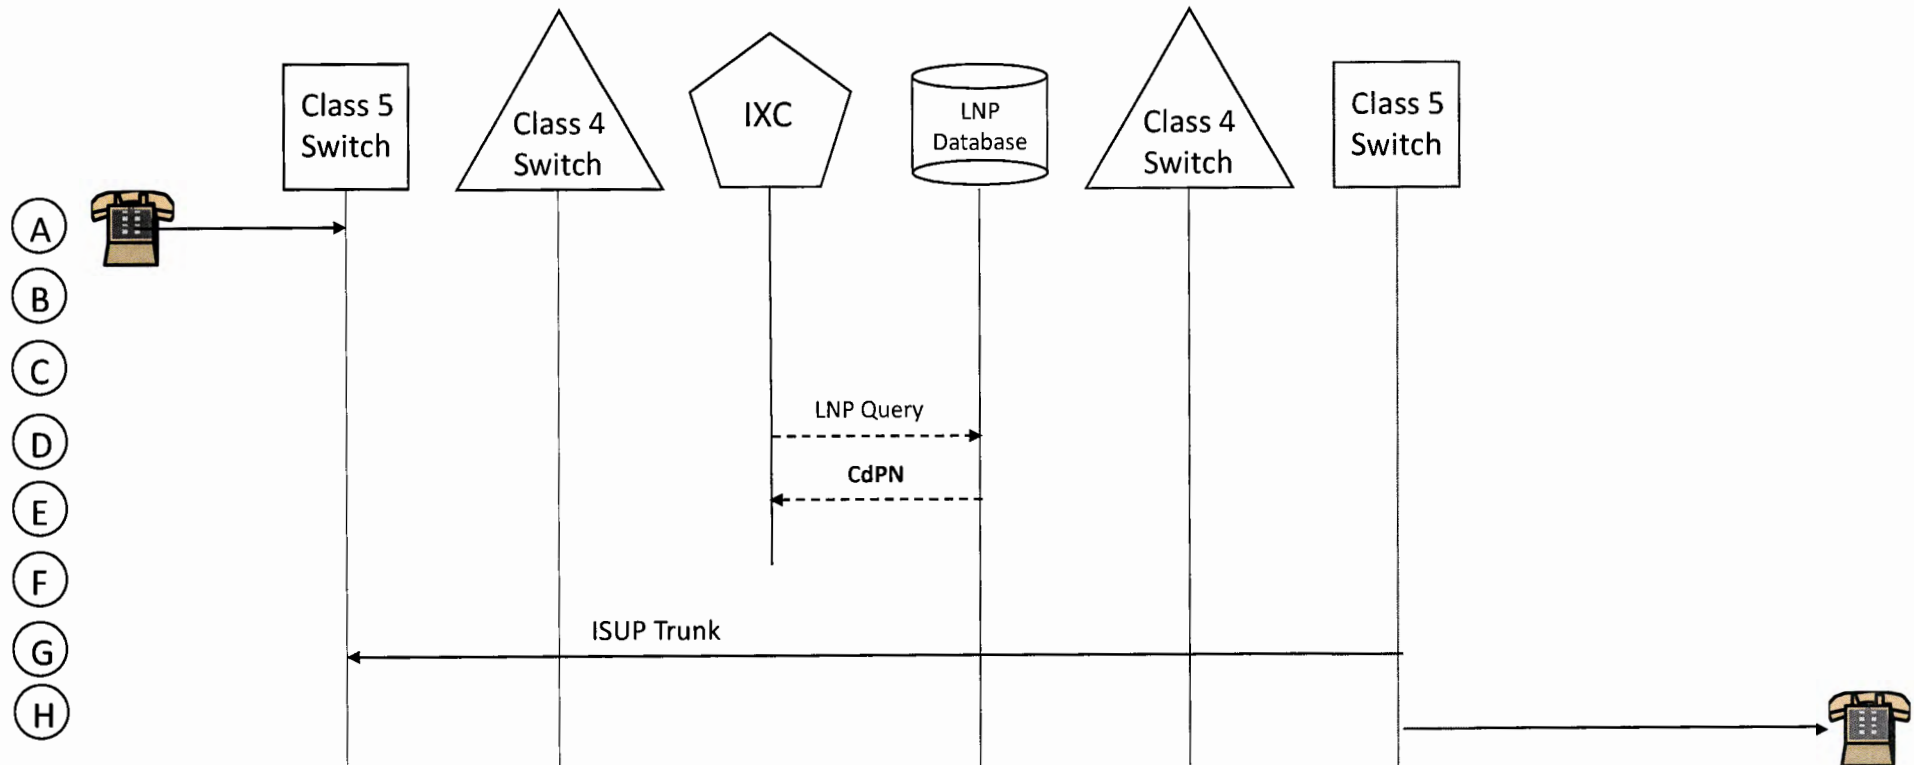 Class 5
Switch
Class 4
Switch
IXC
LNP
Database
Class 4
Switch
Class 5
Switch
A
B
C
LNP Query
D
CdPN
E
F
ISUP Trunk
G
H